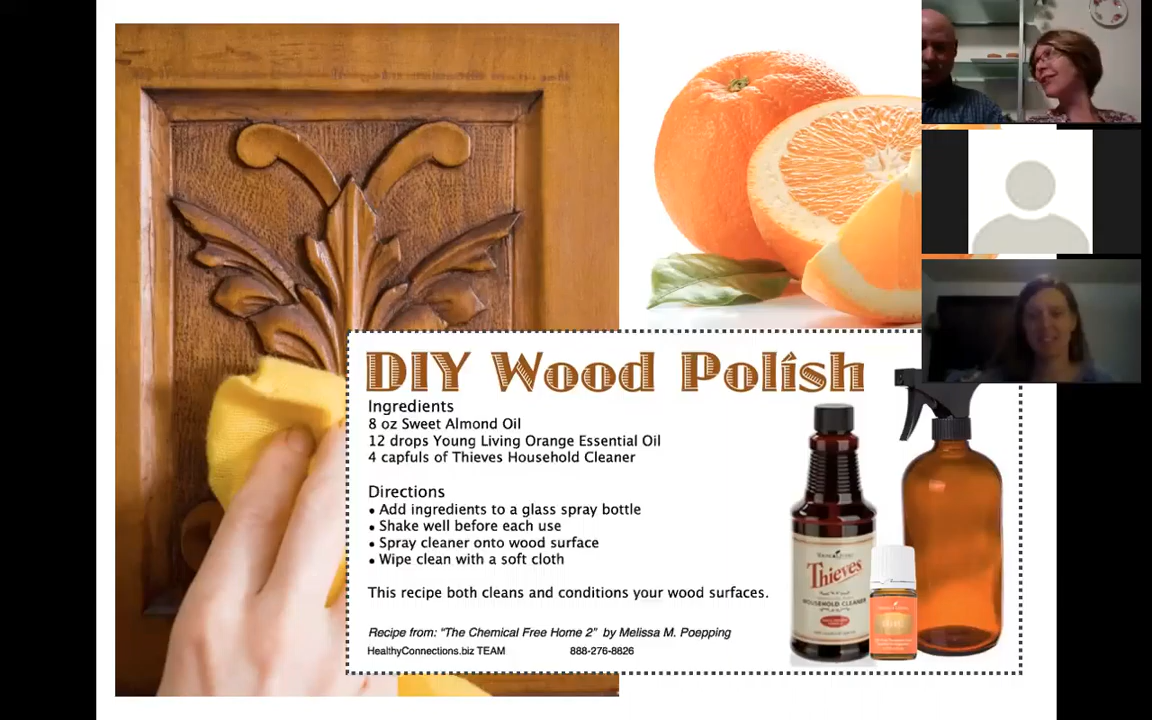 DIY Wood Polish
Ingredients
8 oz Sweet Almond Oil
12 drops Young Living Orange Essential Oil
4 capfuls of Thieves Household Cleaner
Directions
• Add ingredients to a glass spray bottle
• Shake well before each use
• Spray cleaner onto wood surface
• Wipe clean with a soft cloth
This recipe both cleans and conditions your wood surfaces.
Recipe from: “The Chemical Free Home 2” by Melissa M. Poepping
HealthyConnections.biz TEAM 888-276-8826
YOUNG LIVING
Thieves
HOUSEHOLD CLEANER